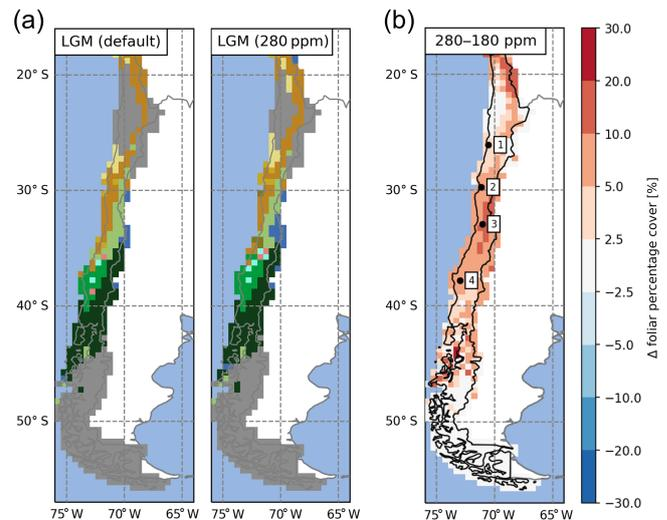 (a)
(b)
LGM (default)
LGM (280 ppm)
280–180 ppm
20° S
30° S
40° S
50° S
75° W
70° W
65° W
75° W
70° W
65° W
75° W
70° W
65° W
1
2
3
4
30.0
20.0
10.0
5.0
2.5
−2.5
−5.0
−10.0
−20.0
−30.0
Δ foliar percentage cover [%]